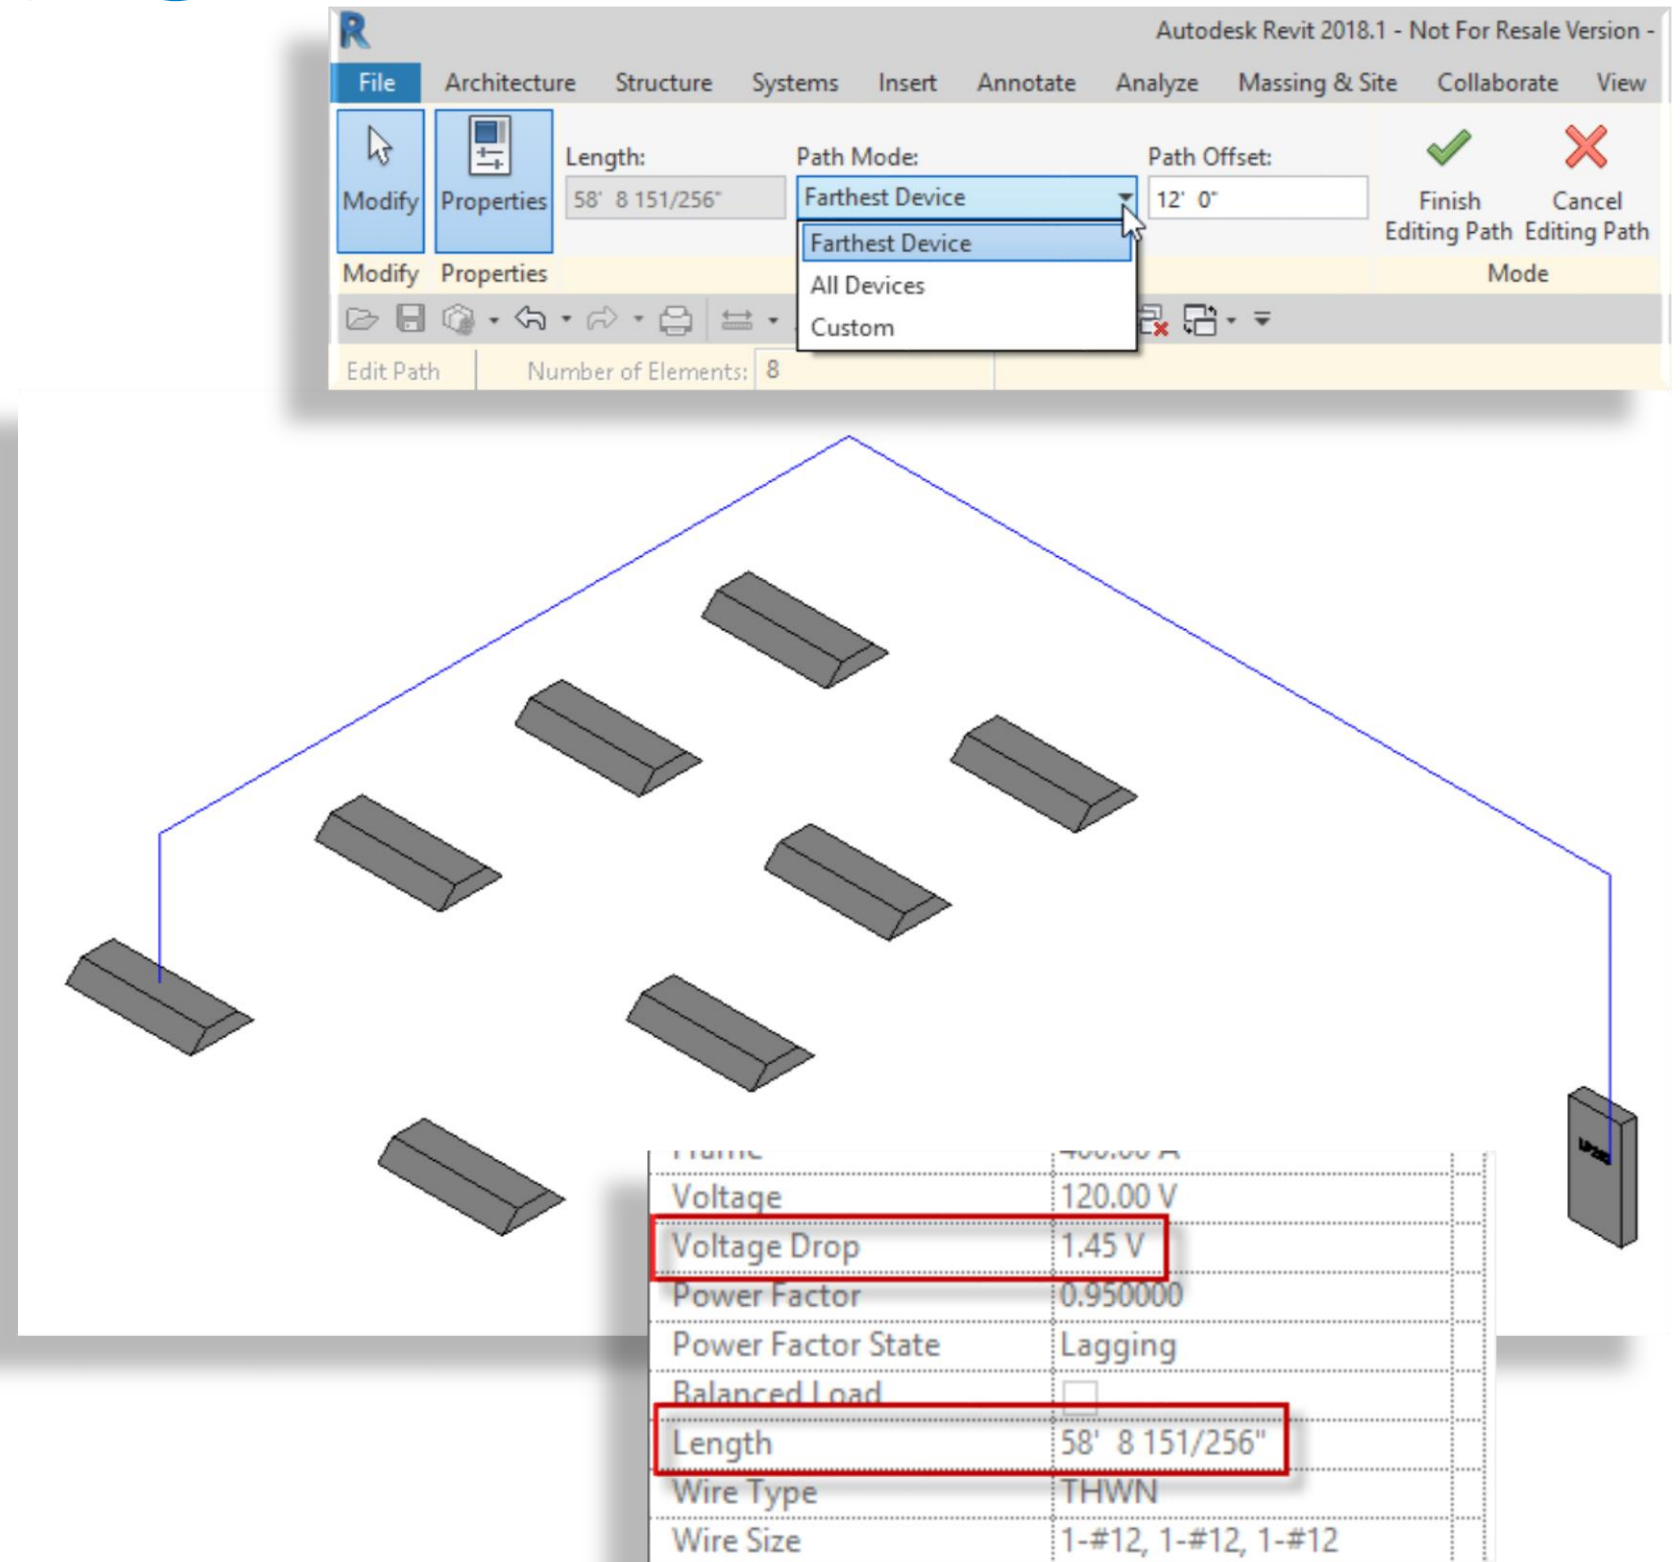 Autodesk Revit 2018.1 - Not For Resale Version -
File Architecture Structure Systems Insert Annotate Analyze Massing & Site Collaborate View
Length: Path Mode: Path Offset:
Modify Properties 58' 8 151/256" Farthest Device 12' 0" Finish Editing Path Cancel Editing Path
Farthest Device
Modify Properties All Devices Mode
Custom
Edit Path Number of Elements: 8
Frame 400.00 A
Voltage 120.00 V
Voltage Drop 1.45 V
Power Factor 0.950000
Power Factor State Lagging
Balanced Load
Length 58' 8 151/256"
Wire Type THWN
Wire Size 1-#12, 1-#12, 1-#12